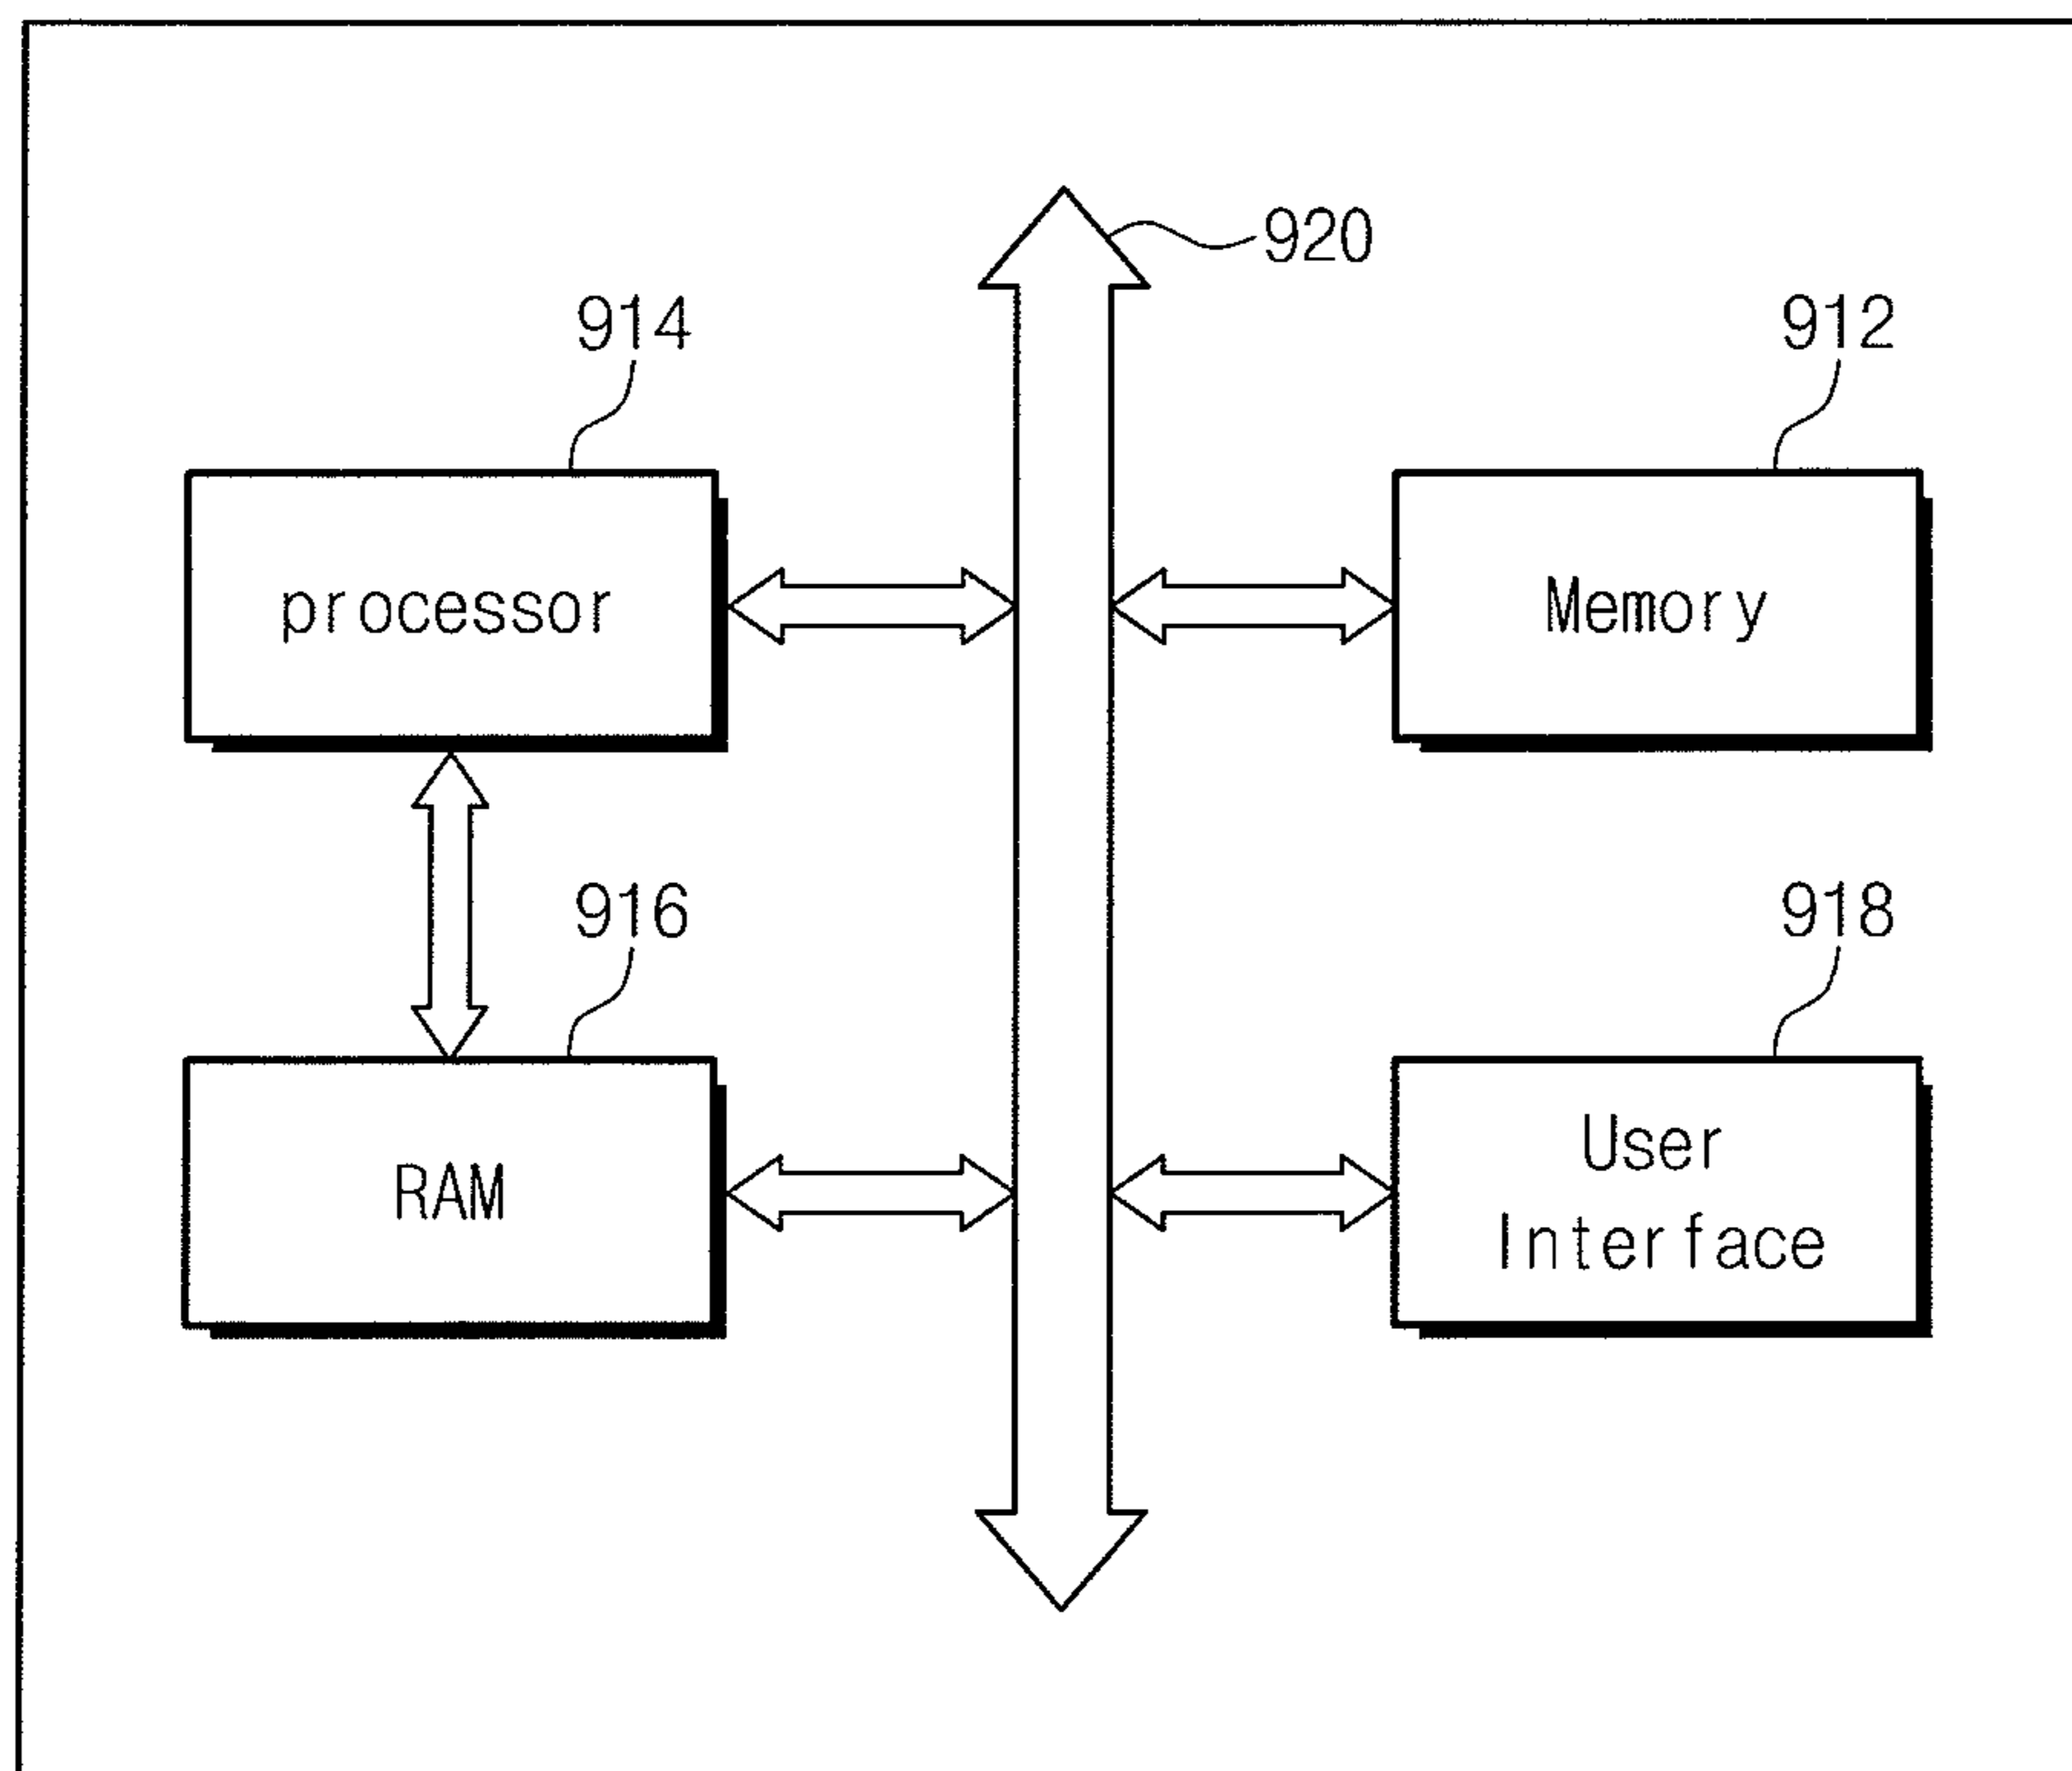 920
914
912
processor
Memory
916
918
RAM
User
Interface